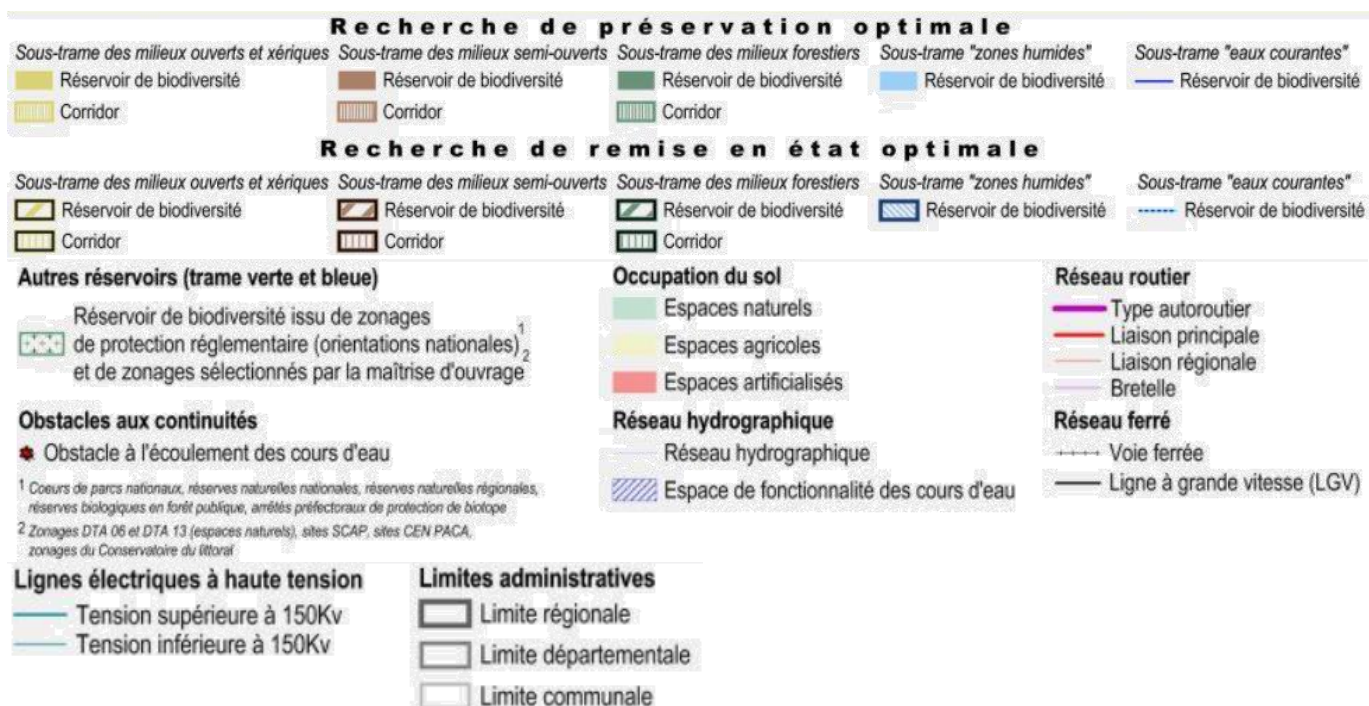 Recherche de préservation optimale
Sous-trame des milieux ouverts et xériques Sous-trame des milieux semi-ouverts Sous-trame des milieux forestiers Sous-trame "zones humides" Sous-trame "eaux courantes"
Réservoir de biodiversité Réservoir de biodiversité Réservoir de biodiversité Réservoir de biodiversité Réservoir de biodiversité
Corridor Corridor Corridor
Recherche de remise en état optimale
Sous-trame des milieux ouverts et xériques Sous-trame des milieux semi-ouverts Sous-trame des milieux forestiers Sous-trame "zones humides" Sous-trame "eaux courantes"
Réservoir de biodiversité Réservoir de biodiversité Réservoir de biodiversité Réservoir de biodiversité Réservoir de biodiversité
Corridor Corridor Corridor
Autres réservoirs (trame verte et bleue)
Réservoir de biodiversité issu de zonages
de protection réglementaire (orientations nationales) 1
et de zonages sélectionnés par la maîtrise d'ouvrage 2
Obstacles aux continuités
Obstacle à l'écoulement des cours d'eau
1 Coeurs de parcs nationaux, réserves naturelles nationales, réserves naturelles régionales,
réserves biologiques en forêt publique, arrêtés préfectoraux de protection de biotope
2 Zonages DTA 06 et DTA 13 (espaces naturels), sites SCAP, sites CEN PACA,
zonages du Conservatoire du littoral
Occupation du sol
Espaces naturels
Espaces agricoles
Espaces artificialisés
Réseau hydrographique
Réseau hydrographique
Espace de fonctionnalité des cours d'eau
Réseau routier
Type autoroutier
Liaison principale
Liaison régionale
Bretelle
Réseau ferré
Voie ferrée
Ligne à grande vitesse (LGV)
Lignes électriques à haute tension
Tension supérieure à 150Kv
Tension inférieure à 150Kv
Limites administratives
Limite régionale
Limite départementale
Limite communale